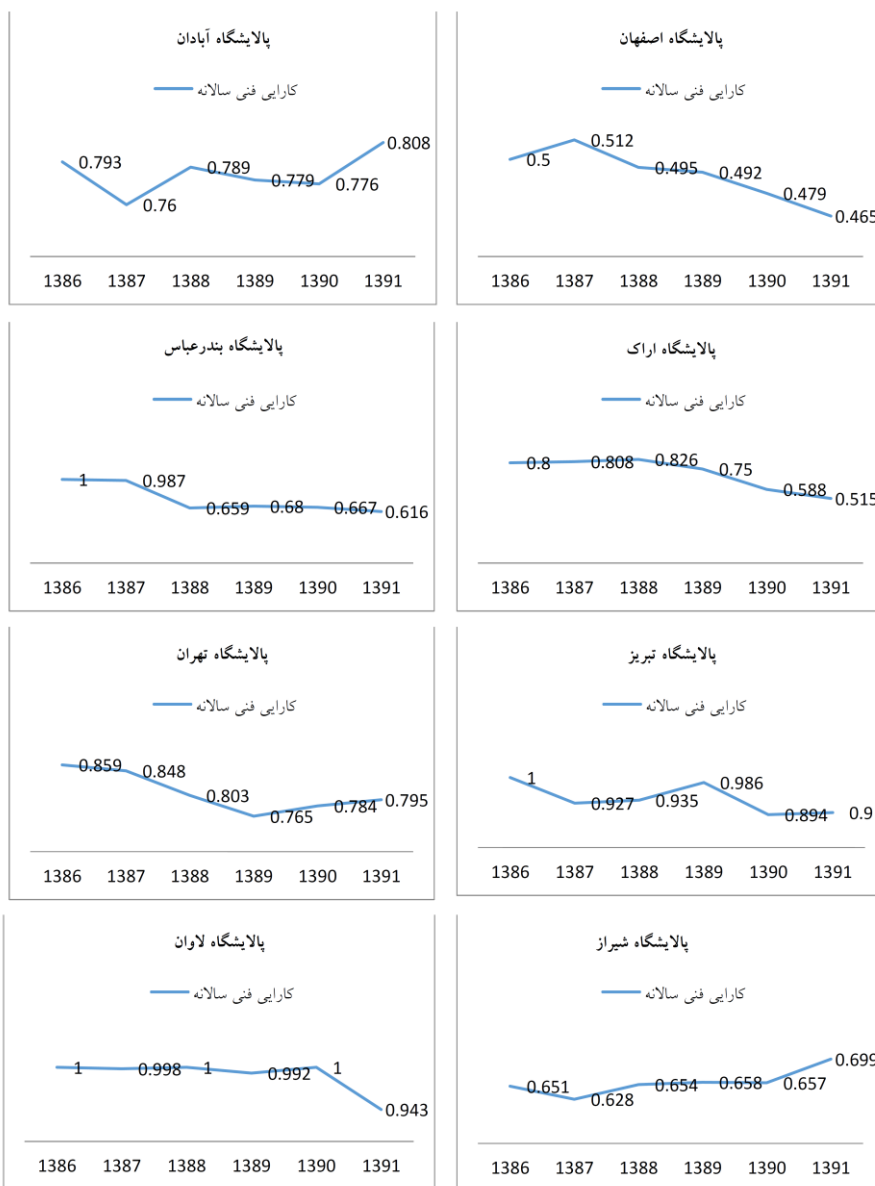 پالایشگاه آبادان
کارایی فنی سالانه
0.793
0.76
0.789
0.779
0.776
0.808
1386 1387 1388 1389 1390 1391
پالایشگاه اصفهان
کارایی فنی سالانه
0.5
0.512
0.495
0.492
0.479
0.465
1386 1387 1388 1389 1390 1391
پالایشگاه بندرعباس
کارایی فنی سالانه
1
0.987
0.659
0.68
0.667
0.616
1386 1387 1388 1389 1390 1391
پالایشگاه اراک
کارایی فنی سالانه
0.8
0.808
0.826
0.75
0.588
0.515
1386 1387 1388 1389 1390 1391
پالایشگاه تهران
کارایی فنی سالانه
0.859
0.848
0.803
0.765
0.784
0.795
1386 1387 1388 1389 1390 1391
پالایشگاه تبریز
کارایی فنی سالانه
1
0.927
0.935
0.986
0.894
0.9
1386 1387 1388 1389 1390 1391
پالایشگاه لاوان
کارایی فنی سالانه
1
0.998
1
0.992
1
0.943
1386 1387 1388 1389 1390 1391
پالایشگاه شیراز
کارایی فنی سالانه
0.651
0.628
0.654
0.658
0.657
0.699
1386 1387 1388 1389 1390 1391